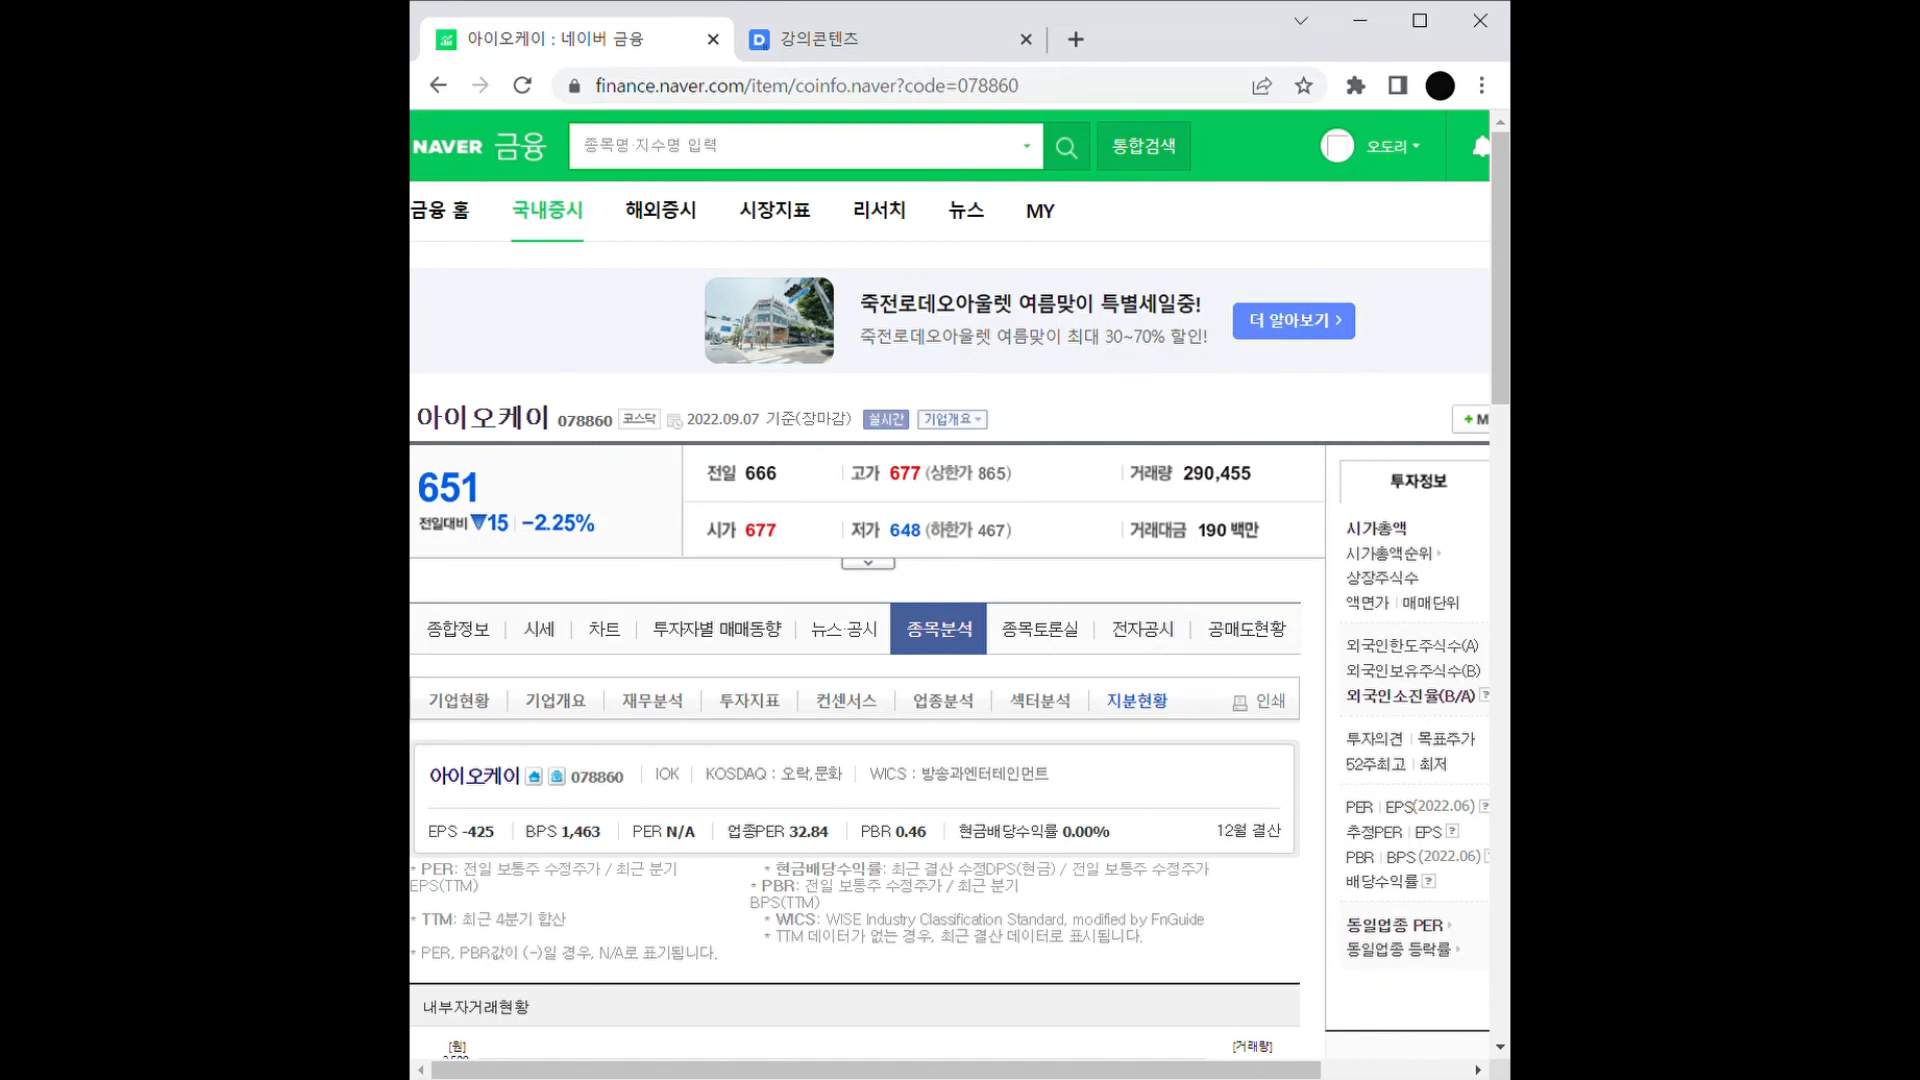 아이오케이 : 네이버 금융
강의콘텐츠
finance.naver.com/item/coinfo.naver?code=078860
NAVER 금융
종목명·지수명 입력
통합검색
오도리
금융 홈 국내증시 해외증시 시장지표 리서치 뉴스 MY
죽전로데오아울렛 여름맞이 특별세일중!
죽전로데오아울렛 여름맞이 최대 30~70% 할인!
더 알아보기 >
아이오케이 078860 코스닥 2022.09.07 기준(장마감) 실시간 기업개요
+ M
651
전일대비 ▼15 -2.25%
전일 666 고가 677 (상한가 865) 거래량 290,455
시가 677 저가 648 (하한가 467) 거래대금 190 백만
투자정보
시가총액
시가총액순위
상장주식수
액면가 | 매매단위
외국인한도주식수(A)
외국인보유주식수(B)
외국인소진율(B/A) ?
투자의견 | 목표주가
52주최고 | 최저
PER | EPS(2022.06) ?
추정PER | EPS ?
PBR | BPS (2022.06)
배당수익률 ?
동일업종 PER
동일업종 등락률
종합정보 시세 차트 투자자별 매매동향 뉴스·공시 종목분석 종목토론실 전자공시 공매도현황
기업현황 기업개요 재무분석 투자지표 컨센서스 업종분석 섹터분석 지분현황 인쇄
아이오케이 078860 IOK KOSDAQ : 오락,문화 WICS : 방송과엔터테인먼트
EPS -425 BPS 1,463 PER N/A 업종PER 32.84 PBR 0.46 현금배당수익률 0.00% 12월 결산
* PER: 전일 보통주 수정주가 / 최근 분기
EPS(TTM)
* TTM: 최근 4분기 합산
* PER, PBR값이 (-)일 경우, N/A로 표기됩니다.
* 현금배당수익률: 최근 결산 수정DPS(현금) / 전일 보통주 수정주가
* PBR: 전일 보통주 수정주가 / 최근 분기
BPS(TTM)
* WICS: WISE Industry Classification Standard, modified by FnGuide
* TTM 데이터가 없는 경우, 최근 결산 데이터로 표시됩니다.
내부자거래현황
[원] [거래량]